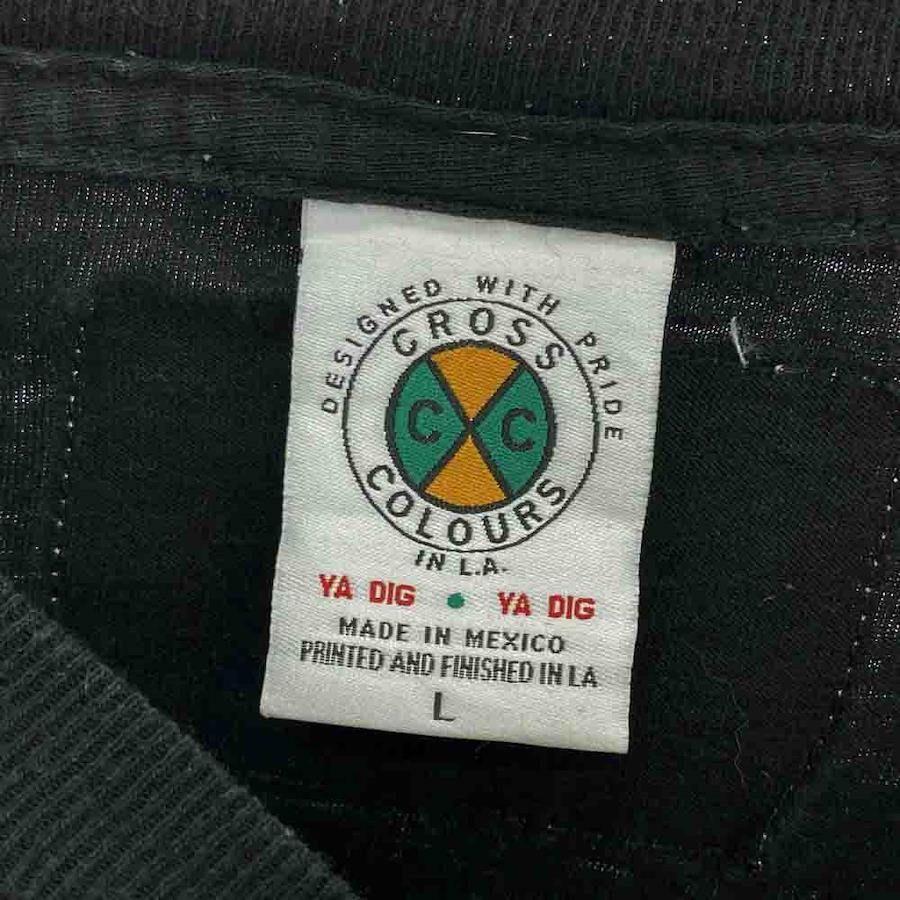 DESIGNED WITH PRIDE
CROSS
C C
COLOURS
IN L.A.
YA DIG • YA DIG
MADE IN MEXICO
PRINTED AND FINISHED IN LA
L